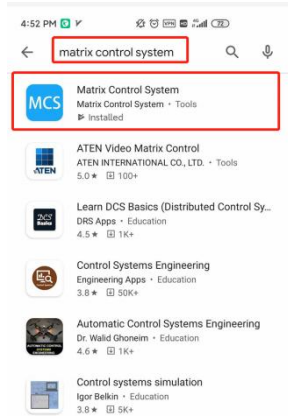 4:52 PM
VPN
72
matrix control system
MCS
Matrix Control System
Matrix Control System • Tools
Installed
ATEN
ATEN Video Matrix Control
ATEN INTERNATIONAL CO., LTD. • Tools
5.0★ 100+
DCS
Basics
Learn DCS Basics (Distributed Control Sy...
DRS Apps • Education
4.5★ 1K+
Control Systems Engineering
Engineering Apps • Education
3.8★ 50K+
Automatic Control Systems Engineering
Dr. Walid Ghoneim • Education
4.6★ 1K+
Control systems simulation
Igor Belkin • Education
3.8★ 5K+